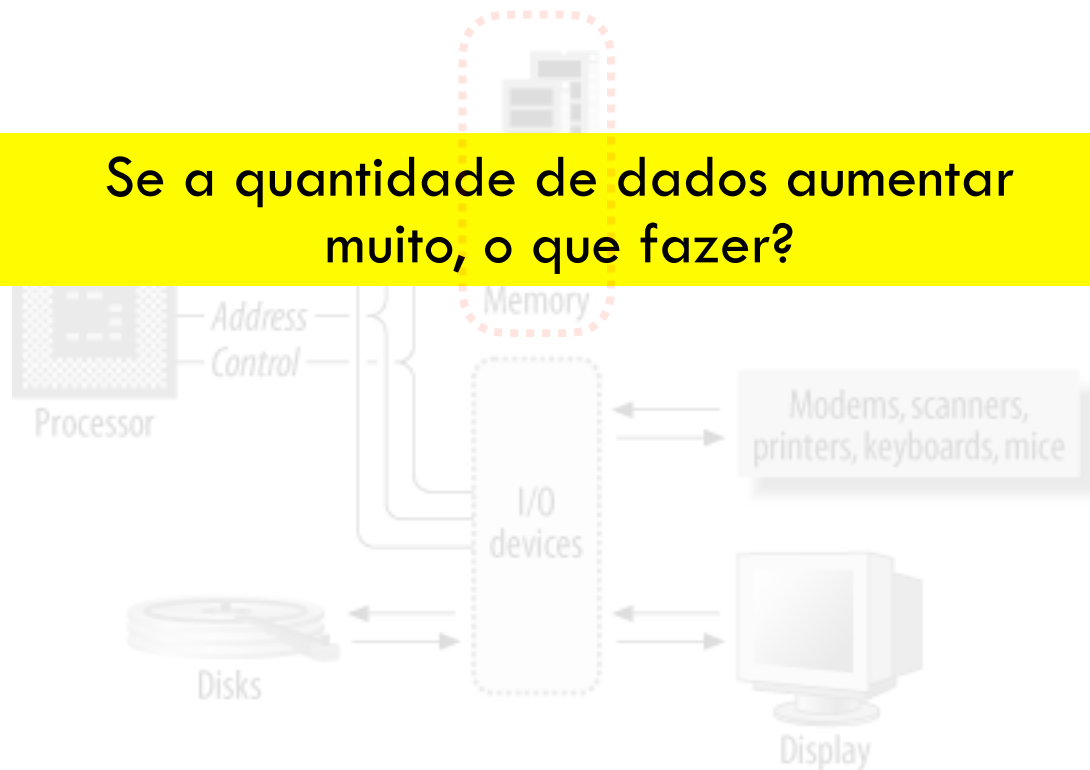 Se a quantidade de dados aumentar
muito, o que fazer?
Memory
Address
Control
Processor
Modems, scanners,
printers, keyboards, mice
I/O
devices
Disks
Display